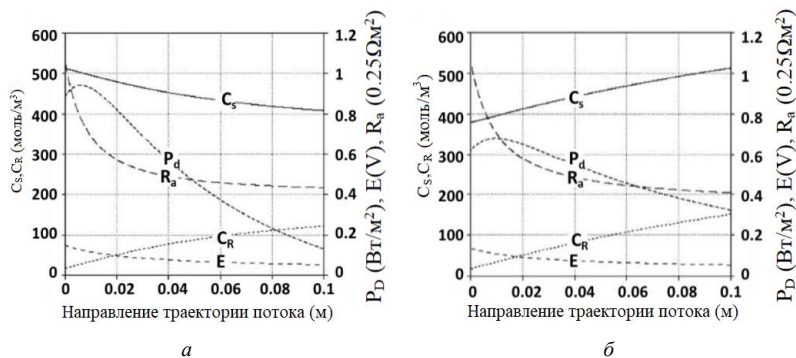 600
500
400
300
200
100
0
C_S,C_R (моль/м³)
1.2
1
0.8
0.6
0.4
0.2
0
P_D (Вт/м²), E(V), R_a (0.25Ωм²)
C_s
P_d
R_a
C_R
E
0 0.02 0.04 0.06 0.08 0.1
Направление траектории потока (м)
а
600
500
400
300
200
100
0
C_S,C_R (моль/м³)
1.2
1
0.8
0.6
0.4
0.2
0
P_D (Вт/м²), E(V), R_a (0.25Ωм²)
C_s
P_d
R_a
C_R
E
0 0.02 0.04 0.06 0.08 0.1
Направление траектории потока (м)
б